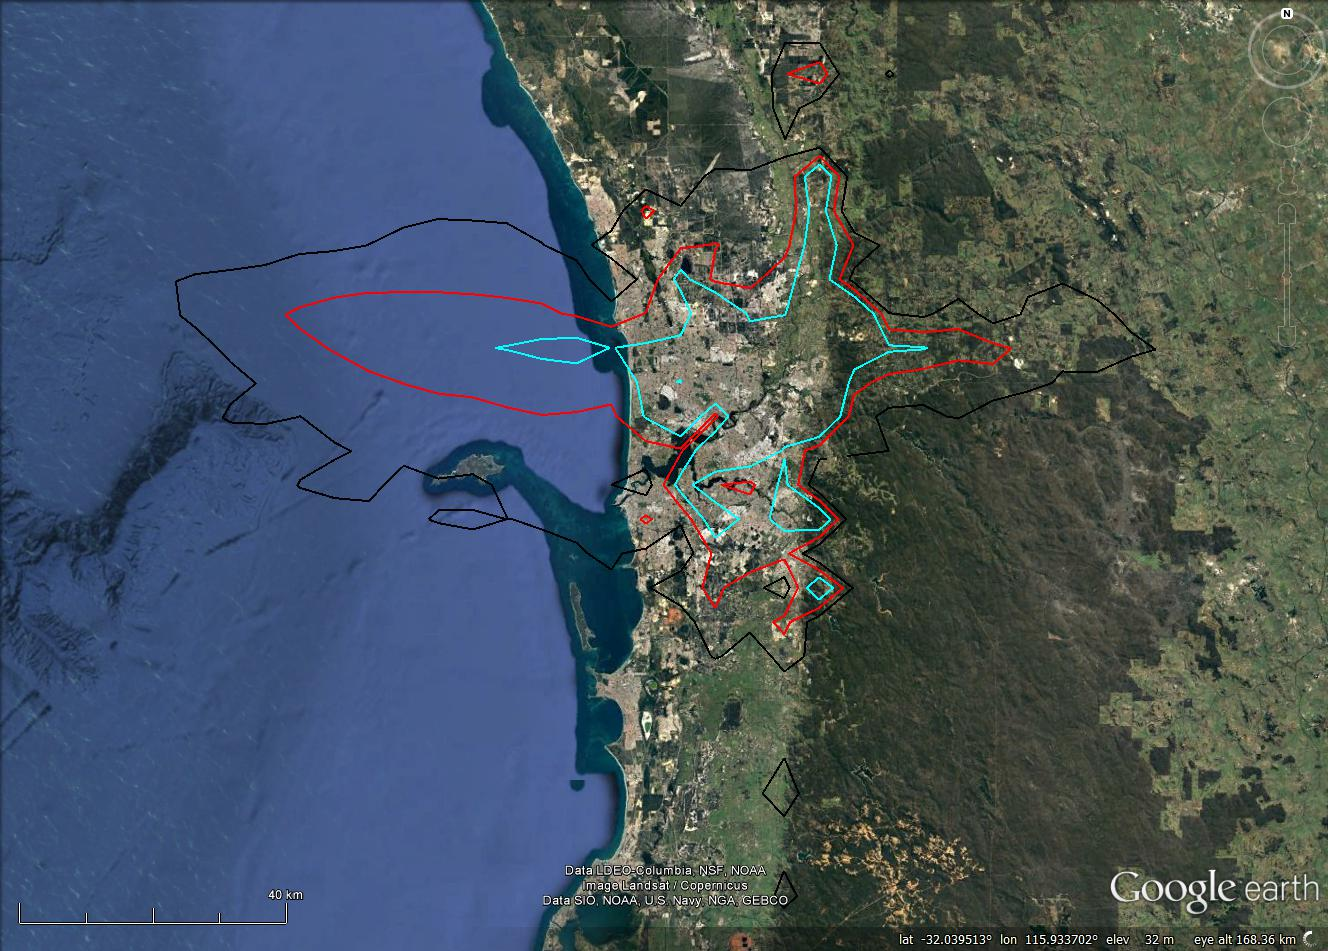 N
40 km
Data LDEO-Columbia, NSF, NOAA
Image Landsat / Copernicus
Data SIO, NOAA, U.S. Navy, NGA, GEBCO
Google earth
lat -32.039513° lon 115.933702° elev 32 m eye alt 168.36 km